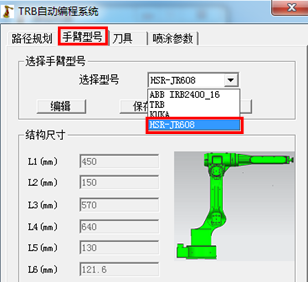 TRB自动编程系统
路径规划 手臂型号 刀具 喷涂参数
选择手臂型号
选择型号 HSR-JR608
ABB IRB2400_16
TRB
KUKA
HSR-JR608
编辑
结构尺寸
L1(mm) 450
L2(mm) 150
L3(mm) 570
L4(mm) 640
L5(mm) 130
L6(mm) 121.6